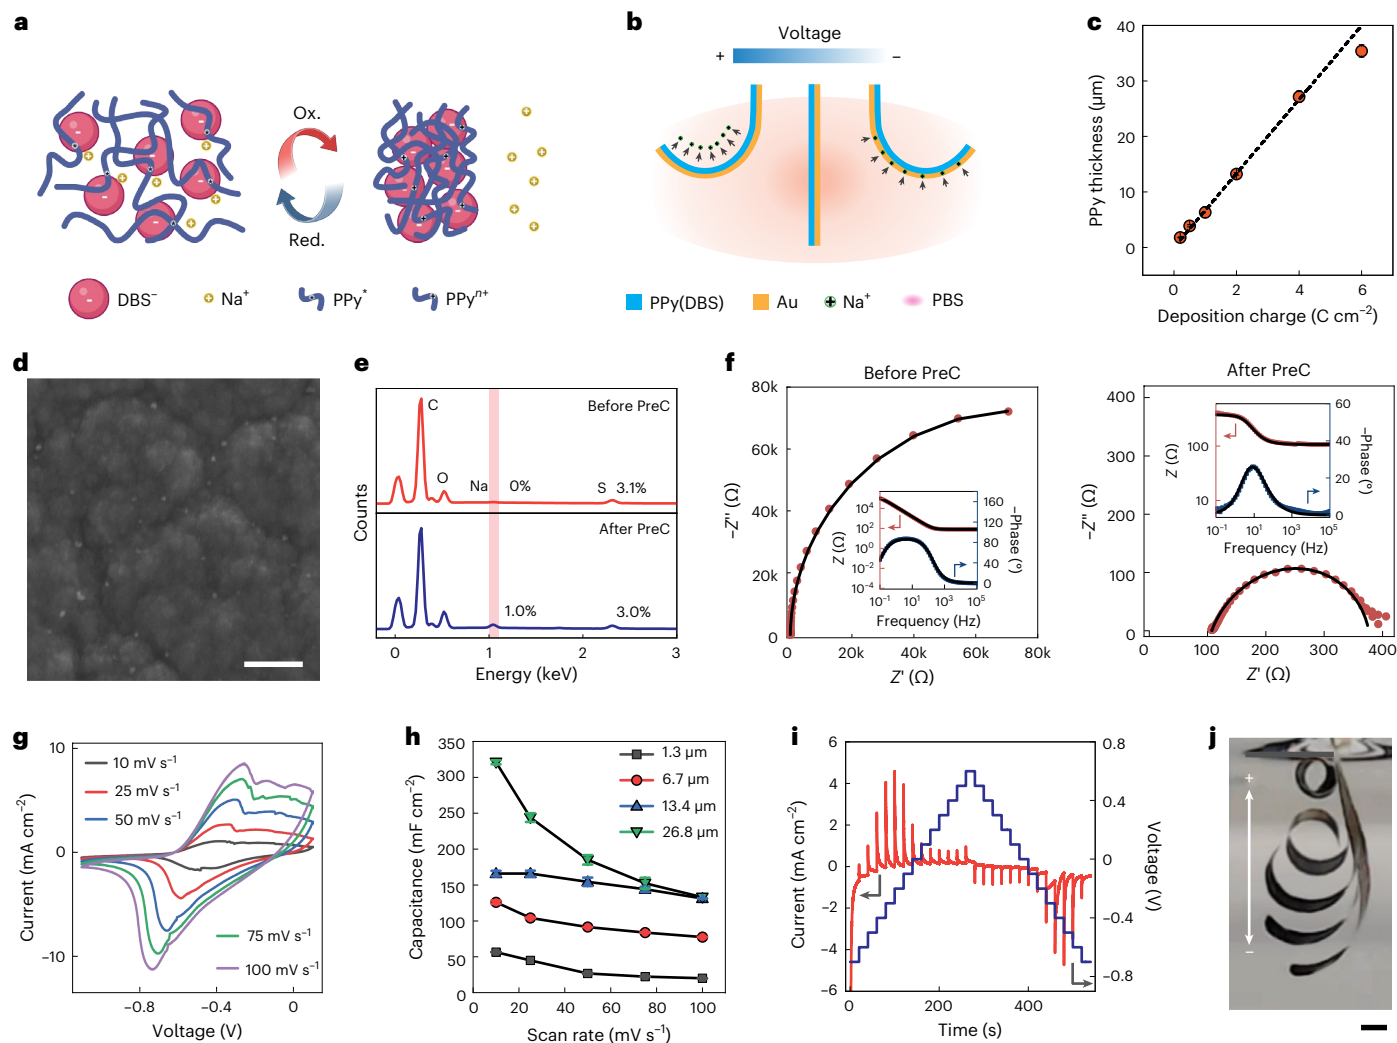 a
Ox.
Red.
DBS⁻
Na⁺
PPy*
PPyⁿ⁺
b
Voltage
+
−
PPy(DBS)
Au
Na⁺
PBS
c
PPy thickness (µm)
40
30
20
10
0
0 2 4 6
Deposition charge (C cm⁻²)
d
e
Counts
Before PreC
C
O
Na 0%
S 3.1%
After PreC
1.0%
3.0%
0 1 2 3
Energy (keV)
f
Before PreC
−Z″ (Ω)
80k
60k
40k
20k
0
0 20k 40k 60k 80k
Z′ (Ω)
Z (Ω)
10⁴
10²
10⁰
10⁻²
10⁻⁴
160
120
80
40
0
−Phase (°)
10⁻¹ 10¹ 10³ 10⁵
Frequency (Hz)
After PreC
−Z″ (Ω)
400
300
200
100
0
0 100 200 300 400
Z′ (Ω)
Z (Ω)
100
10
60
40
20
0
−Phase (°)
10⁻¹ 10¹ 10³ 10⁵
Frequency (Hz)
g
Current (mA cm⁻²)
10
0
−10
10 mV s⁻¹
25 mV s⁻¹
50 mV s⁻¹
75 mV s⁻¹
100 mV s⁻¹
−0.8 −0.4 0
Voltage (V)
h
Capacitance (mF cm⁻²)
350
300
250
200
150
100
50
0
1.3 µm
6.7 µm
13.4 µm
26.8 µm
0 20 40 60 80 100
Scan rate (mV s⁻¹)
i
Current (mA cm⁻²)
6
4
2
0
−2
−4
−6
0.8
0.4
0
−0.4
−0.8
Voltage (V)
0 200 400
Time (s)
j
+
−